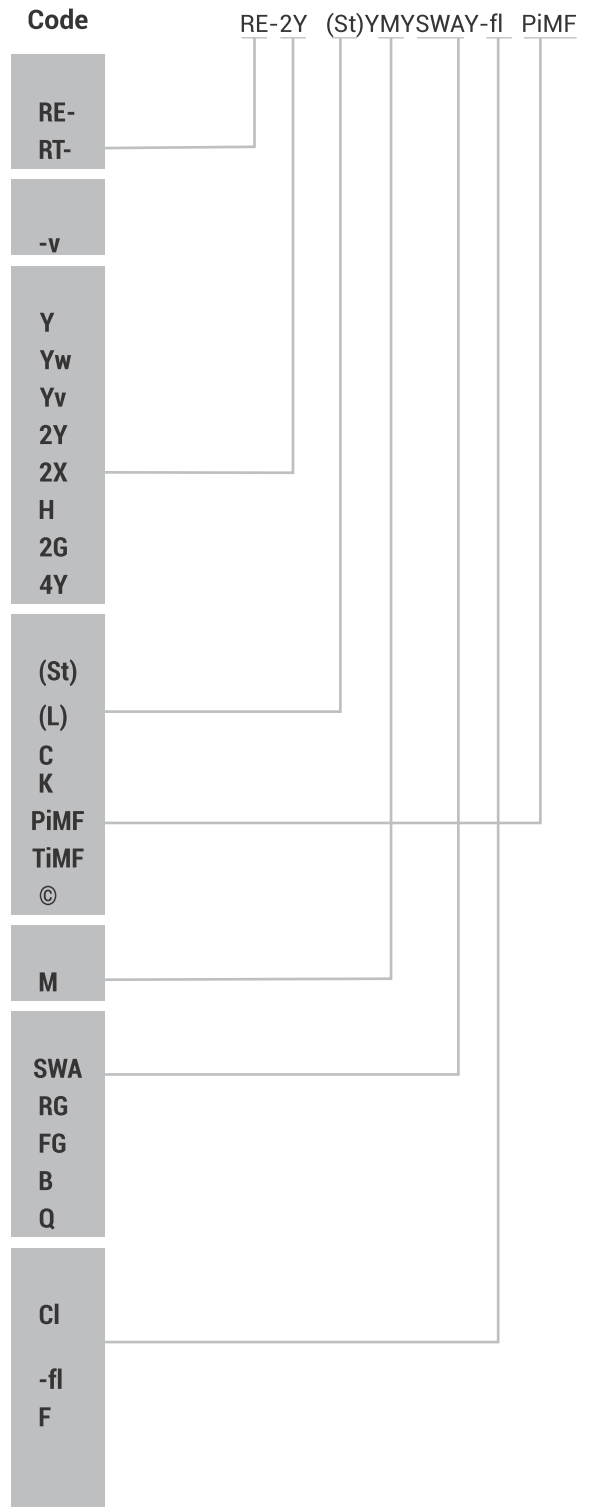 Code RE-2Y (St)YMYSWAY-fl PiMF
RE-
RT-
-v
Y
Yw
Yv
2Y
2X
H
2G
4Y
(St)
(L)
C
K
PiMF
TiMF
©
M
SWA
RG
FG
B
Q
Cl
-fl
F